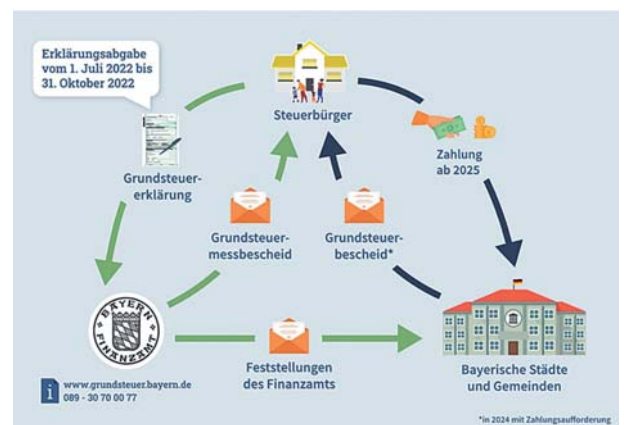 Erklärungsabgabe
vom 1. Juli 2022 bis
31. Oktober 2022
Steuerbürger
Grundsteuer-
erklärung
Zahlung
ab 2025
Grundsteuer-
messbescheid
Grundsteuer-
bescheid*
BAYERN
FINANZAMT
Feststellungen
des Finanzamts
Bayerische Städte
und Gemeinden
i
www.grundsteuer.bayern.de
089 - 30 70 00 77
*in 2024 mit Zahlungsaufforderung